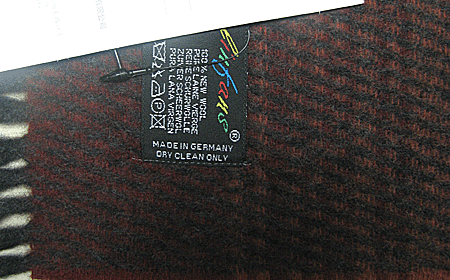 100% NEW WOOL
PURE LAINE VIERGE
REINE SCHURWOLLE
ZUIVER SCHEERWOL
PURA LANA VIRGEN
®
MADE IN GERMANY
DRY CLEAN ONLY